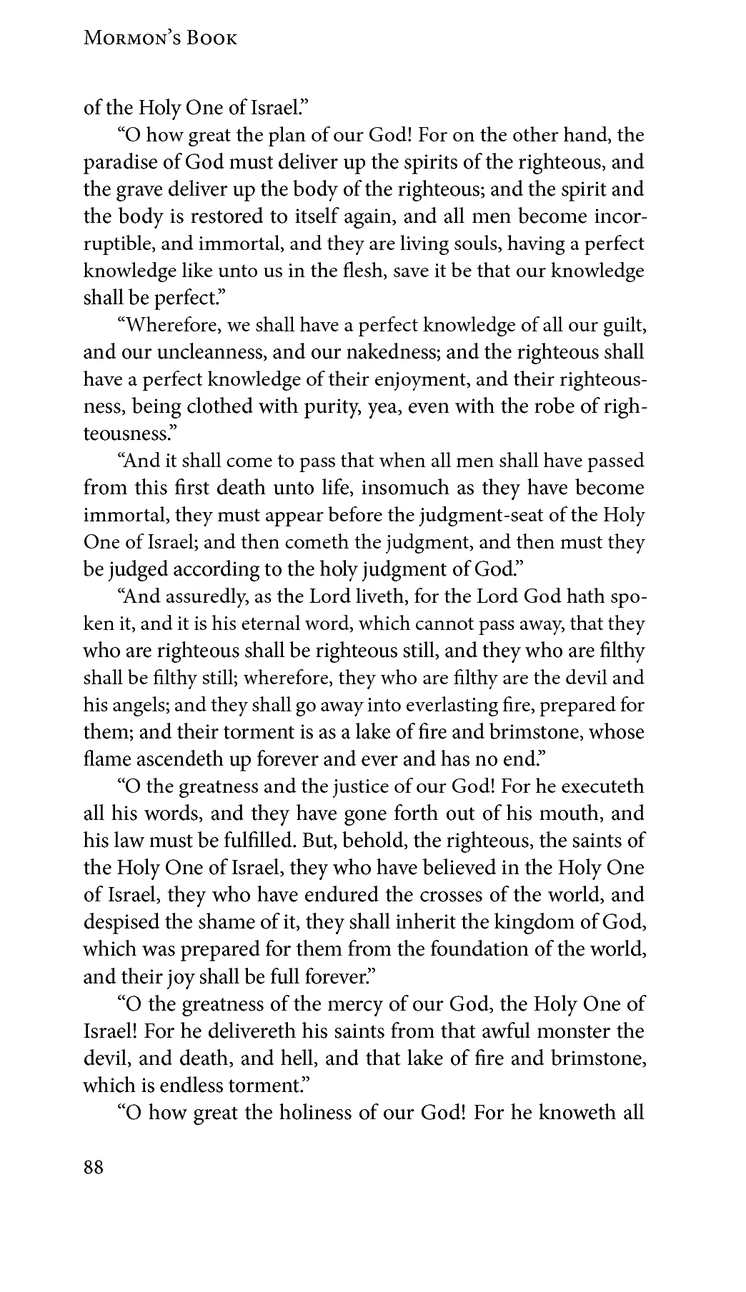 Mormon’s Book
of the Holy One of Israel.”
“O how great the plan of our God! For on the other hand, the
paradise of God must deliver up the spirits of the righteous, and
the grave deliver up the body of the righteous; and the spirit and
the body is restored to itself again, and all men become incor-
ruptible, and immortal, and they are living souls, having a perfect
knowledge like unto us in the flesh, save it be that our knowledge
shall be perfect.”
“Wherefore, we shall have a perfect knowledge of all our guilt,
and our uncleanness, and our nakedness; and the righteous shall
have a perfect knowledge of their enjoyment, and their righteous-
ness, being clothed with purity, yea, even with the robe of righ-
teousness.”
“And it shall come to pass that when all men shall have passed
from this first death unto life, insomuch as they have become
immortal, they must appear before the judgment-seat of the Holy
One of Israel; and then cometh the judgment, and then must they
be judged according to the holy judgment of God.”
“And assuredly, as the Lord liveth, for the Lord God hath spo-
ken it, and it is his eternal word, which cannot pass away, that they
who are righteous shall be righteous still, and they who are filthy
shall be filthy still; wherefore, they who are filthy are the devil and
his angels; and they shall go away into everlasting fire, prepared for
them; and their torment is as a lake of fire and brimstone, whose
flame ascendeth up forever and ever and has no end.”
“O the greatness and the justice of our God! For he executeth
all his words, and they have gone forth out of his mouth, and
his law must be fulfilled. But, behold, the righteous, the saints of
the Holy One of Israel, they who have believed in the Holy One
of Israel, they who have endured the crosses of the world, and
despised the shame of it, they shall inherit the kingdom of God,
which was prepared for them from the foundation of the world,
and their joy shall be full forever.”
“O the greatness of the mercy of our God, the Holy One of
Israel! For he delivereth his saints from that awful monster the
devil, and death, and hell, and that lake of fire and brimstone,
which is endless torment.”
“O how great the holiness of our God! For he knoweth all
88